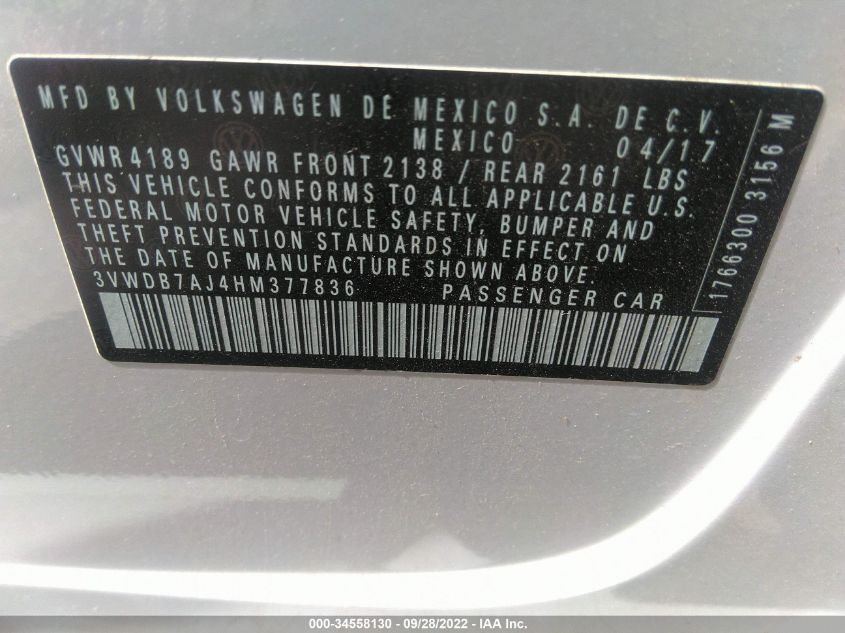 MFD BY VOLKSWAGEN DE MEXICO S.A. DE C.V.
MEXICO 04/17
GVWR 4189 GAWR FRONT 2138 / REAR 2161 LBS
THIS VEHICLE CONFORMS TO ALL APPLICABLE U.S.
FEDERAL MOTOR VEHICLE SAFETY, BUMPER AND
THEFT PREVENTION STANDARDS IN EFFECT ON
THE DATE OF MANUFACTURE SHOWN ABOVE.
3VWDB7AJ4HM377836 PASSENGER CAR
1766300 3156 M
000-34558130 - 09/28/2022 - IAA Inc.